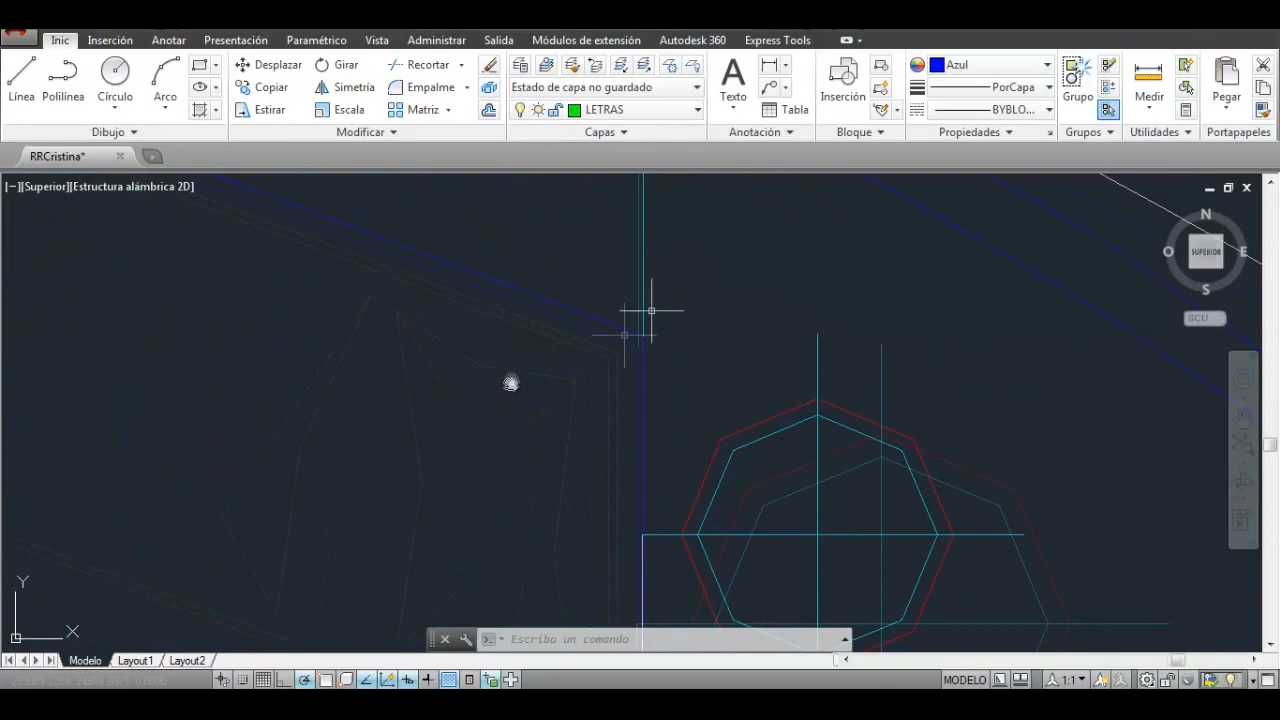 Inic Inserción Anotar Presentación Paramétrico Vista Administrar Salida Módulos de extensión Autodesk 360 Express Tools
Línea Polilínea Círculo Arco
Desplazar Girar Recortar
Copiar Simetría Empalme
Estirar Escala Matriz
Estado de capa no guardado
LETRAS
Texto Tabla
Inserción
Azul
PorCapa
BYBLO...
Grupo
Medir
Pegar
Dibujo Modificar Capas Anotación Bloque Propiedades Grupos Utilidades Portapapeles
RRCristina*
[−][Superior][Estructura alámbrica 2D]
N
O SUPERIOR E
S
SCU
Y
X
Escriba un comando
Modelo Layout1 Layout2
MODELO 1:1